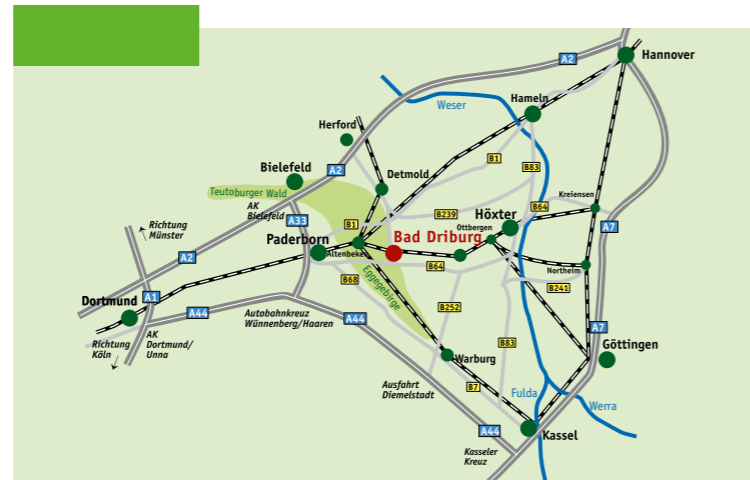 Hannover
A2
Weser
Hameln
Herford
B1
Bielefeld
A2
Detmold
B83
Teutoburger Wald
Kreiensen
AK
Bielefeld
B1
B239
B64
Höxter
A33
Richtung
Münster
Paderborn
Altenbeken
Bad Driburg
Ottbergen
A7
A2
Eggegebirge
B64
Northeim
B68
B241
A1
Dortmund
A44
Autobahnkreuz
Wünnenberg/Haaren
A44
B252
A7
Richtung
Köln
AK
Dortmund/
Unna
B83
Göttingen
Warburg
Ausfahrt
Diemelstadt
B7
Fulda
Werra
A44
Kassel
Kasseler
Kreuz